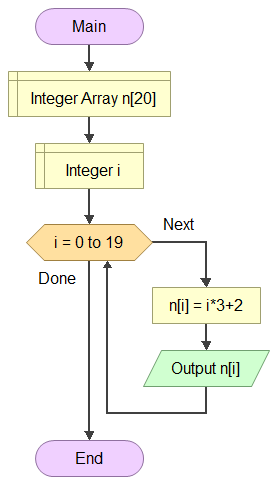 Main
Integer Array n[20]
Integer i
i = 0 to 19
Next
Done
n[i] = i*3+2
Output n[i]
End